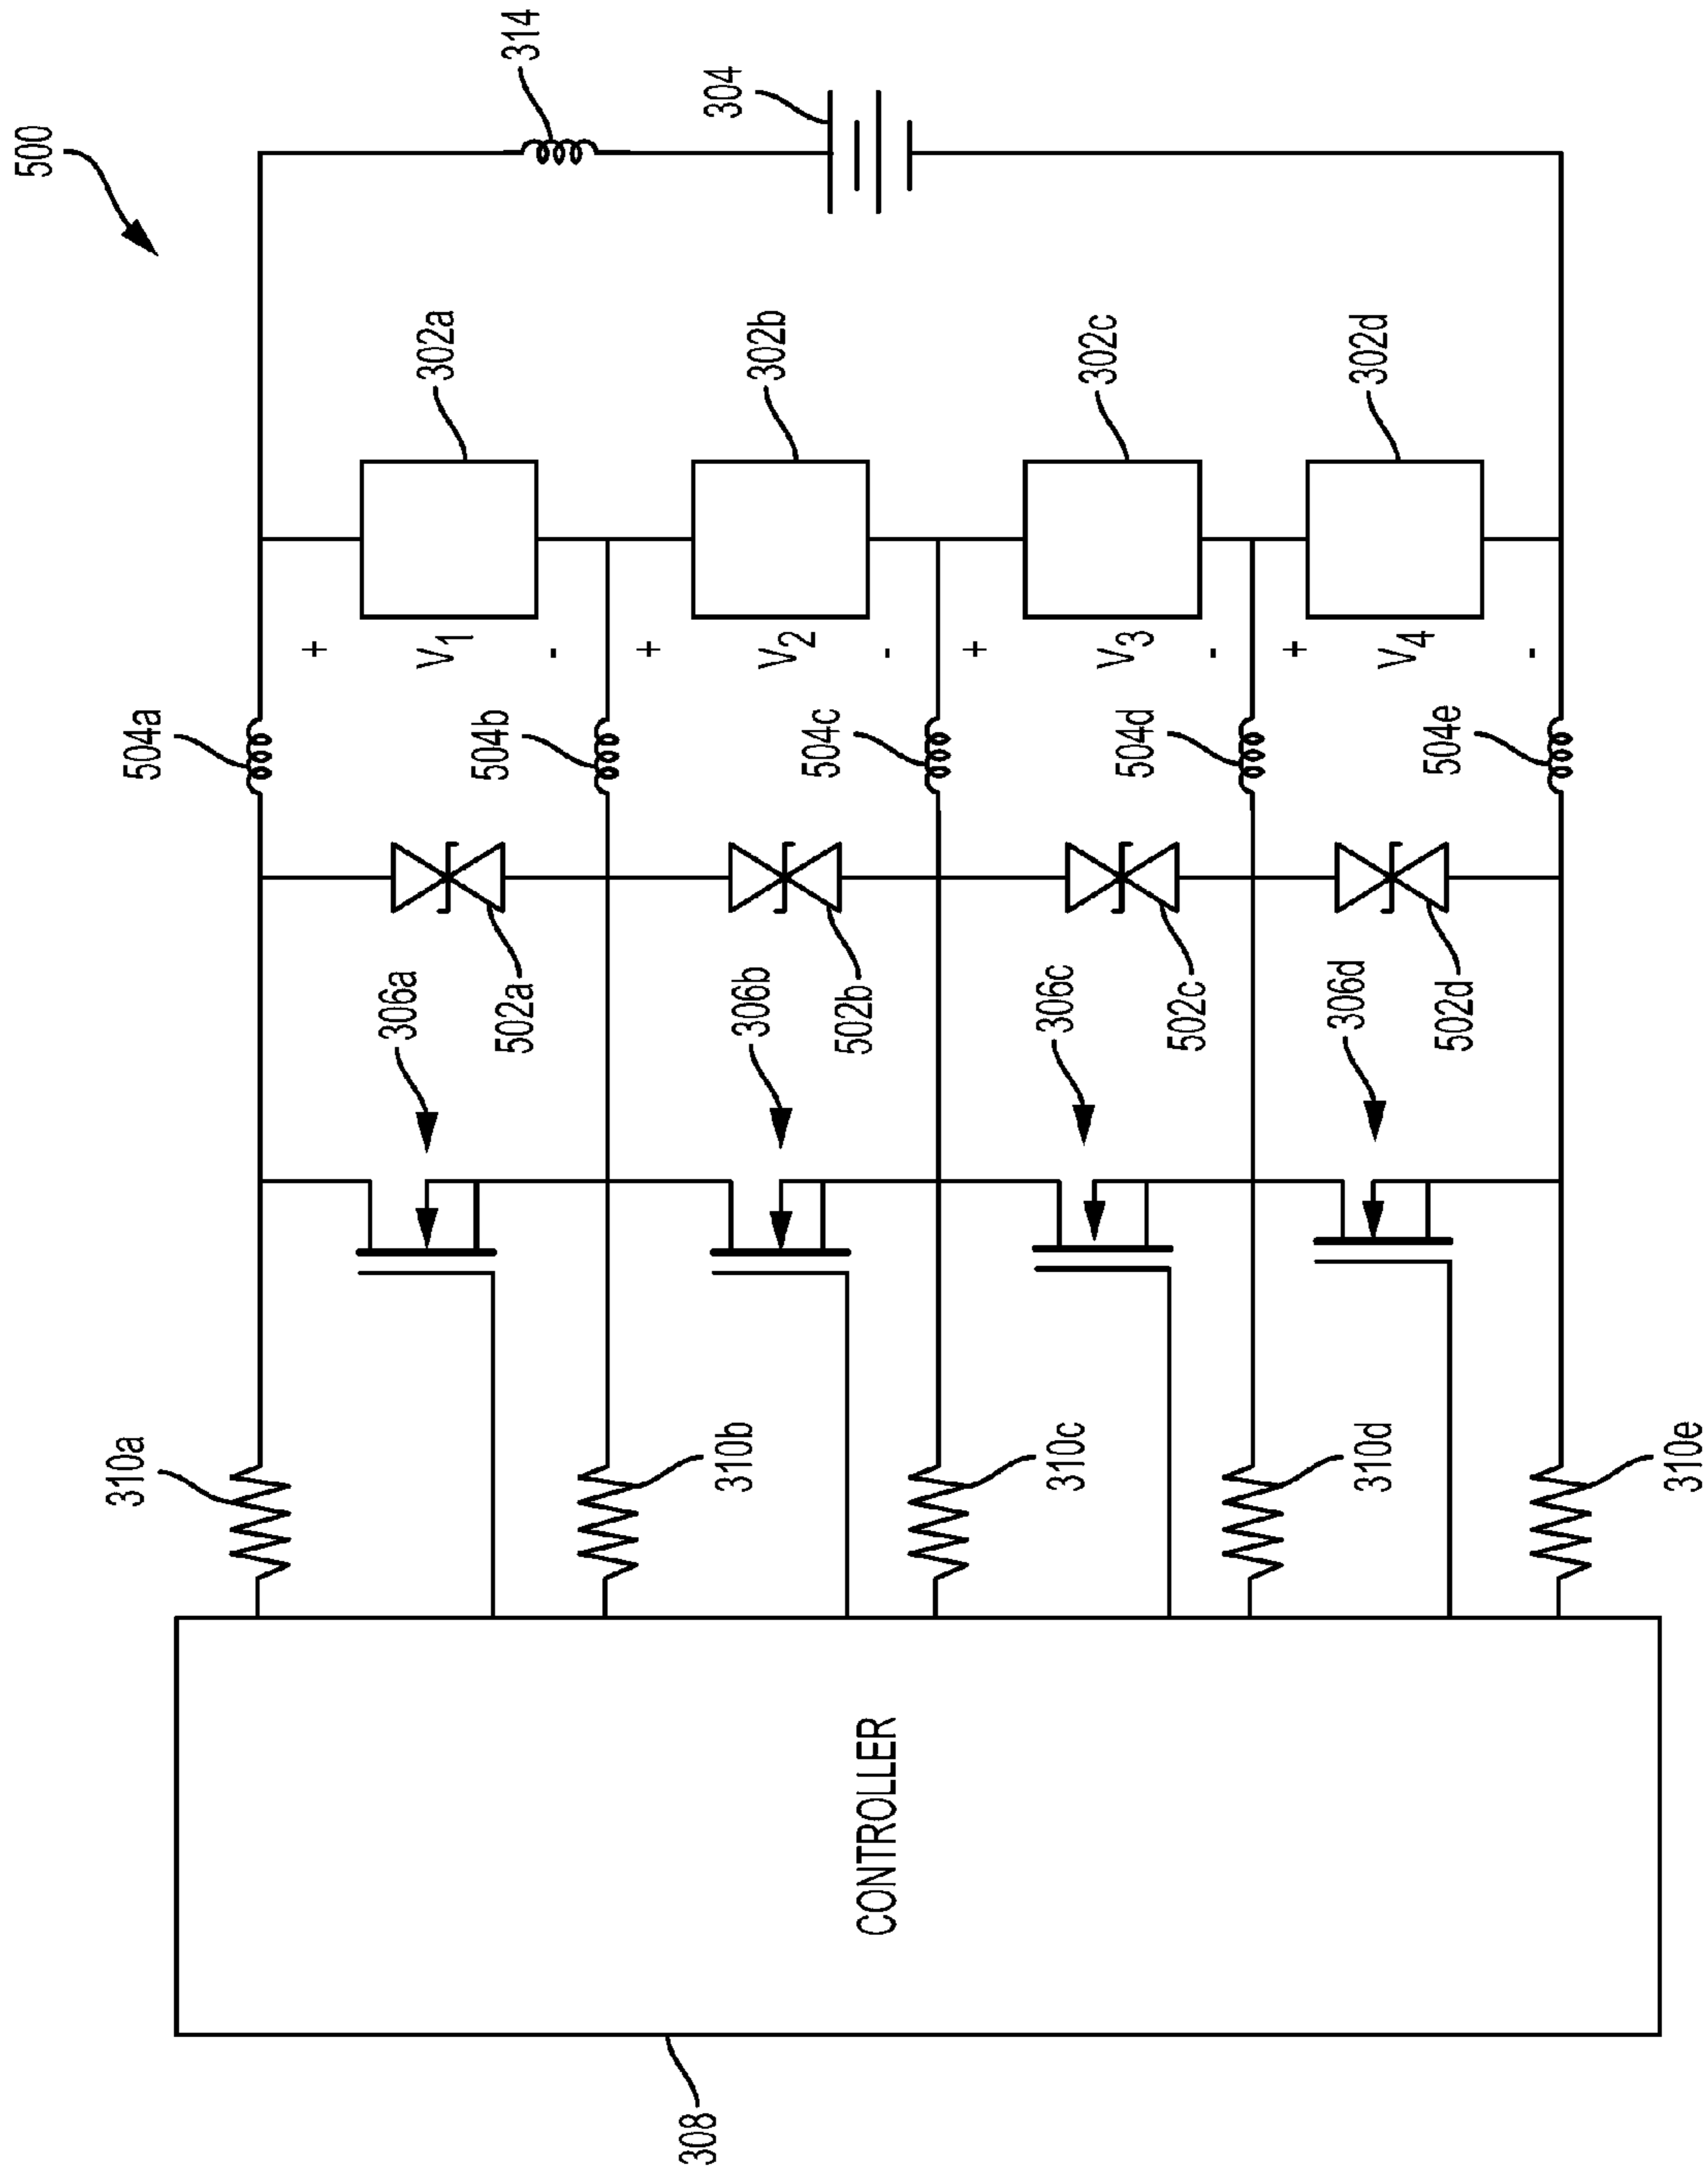 500
314
304
302a
302b
302c
302d
+
V1
-
+
V2
-
+
V3
-
+
V4
-
504a
504b
504c
504d
504e
306a
502a
306b
502b
306c
502c
306d
502d
310a
310b
310c
310d
310e
CONTROLLER
308